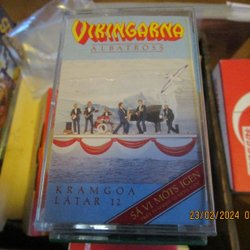 VIKINGARNA
ALBATROSS
KRAMGOA
LÅTAR 12
SÅ VI MÖTS IGEN
23/02/2024